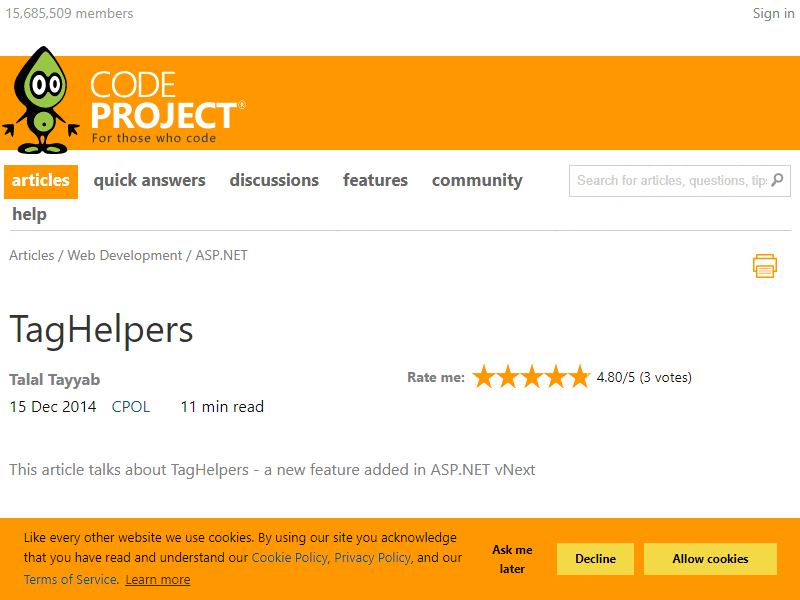 15,685,509 members
Sign in
CODE
PROJECT®
For those who code
articles quick answers discussions features community
Search for articles, questions, tip
help
Articles / Web Development / ASP.NET
TagHelpers
Talal Tayyab
Rate me: 4.80/5 (3 votes)
15 Dec 2014 CPOL 11 min read
This article talks about TagHelpers - a new feature added in ASP.NET vNext
Like every other website we use cookies. By using our site you acknowledge
that you have read and understand our Cookie Policy, Privacy Policy, and our
Terms of Service. Learn more
Ask me
later
Decline
Allow cookies